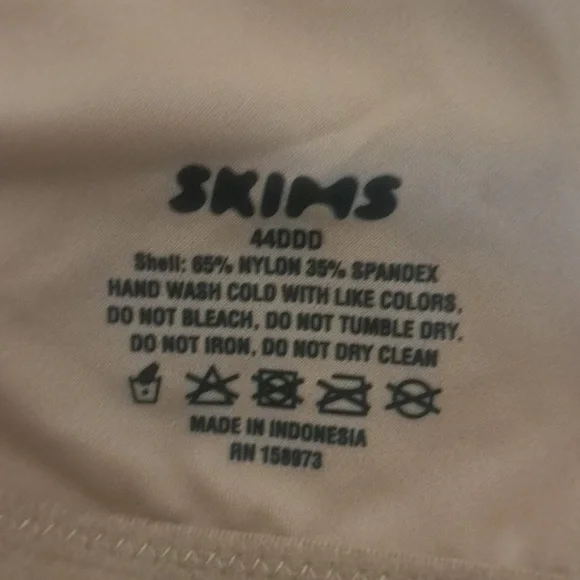 SKIMS
44DDD
Shell: 65% NYLON 35% SPANDEX
HAND WASH COLD WITH LIKE COLORS,
DO NOT BLEACH, DO NOT TUMBLE DRY,
DO NOT IRON, DO NOT DRY CLEAN
MADE IN INDONESIA
RN 158973